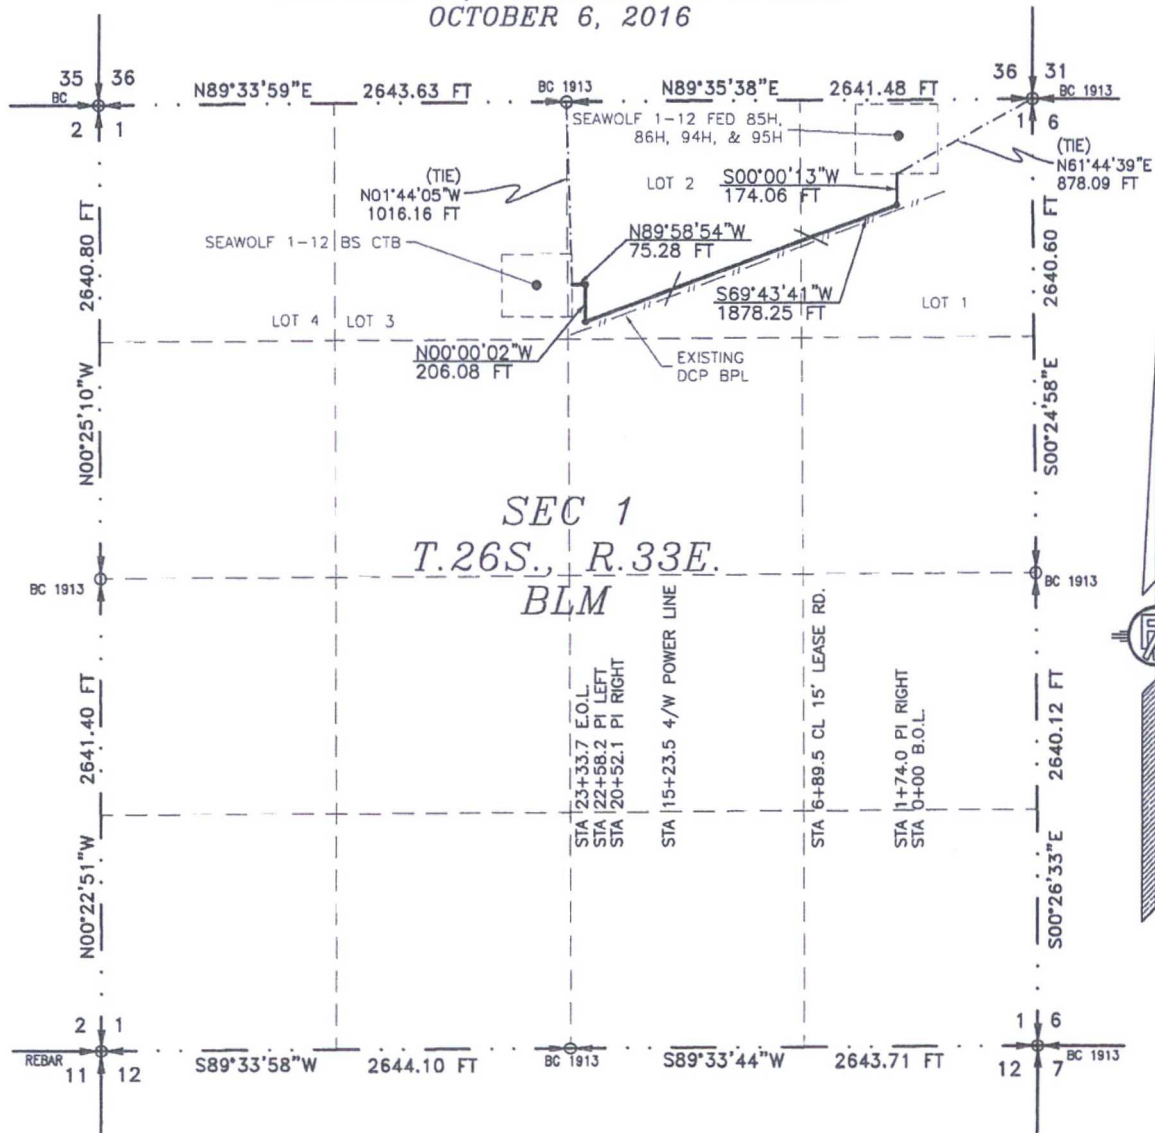 OCTOBER 6, 2016
35 36
BC
2 1
N89°33'59"E 2643.63 FT
BC 1913
N89°35'38"E 2641.48 FT
36 31
BC 1913
1 6
SEAWOLF 1-12 FED 85H,
86H, 94H, & 95H
(TIE)
N61°44'39"E
878.09 FT
(TIE)
N01°44'05"W
1016.16 FT
LOT 2
S00°00'13"W
174.06 FT
SEAWOLF 1-12 BS CTB
N89°58'54"W
75.28 FT
S69°43'41"W
1878.25 FT
LOT 1
LOT 4
LOT 3
N00°00'02"W
206.08 FT
EXISTING
DCP BPL
N00°25'10"W 2640.80 FT
S00°24'58"E 2640.60 FT
SEC 1
T.26S., R.33E.
BLM
BC 1913
BC 1913
STA 23+33.7 E.O.L.
STA 22+58.2 PI LEFT
STA 20+52.1 PI RIGHT
STA 15+23.5 4/W POWER LINE
STA 6+89.5 CL 15' LEASE RD.
STA 1+74.0 PI RIGHT
STA 0+00 B.O.L.
N00°22'51"W 2641.40 FT
S00°26'33"E 2640.12 FT
2 1
REBAR
11 12
S89°33'58"W 2644.10 FT
BC 1913
S89°33'44"W 2643.71 FT
1 6
BC 1913
12 7